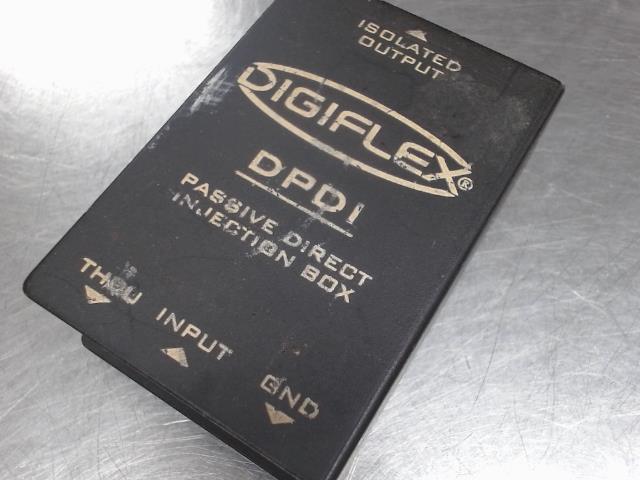 ISOLATED
OUTPUT
DIGIFLEX®
DPDI
PASSIVE DIRECT
INJECTION BOX
THRU INPUT GND